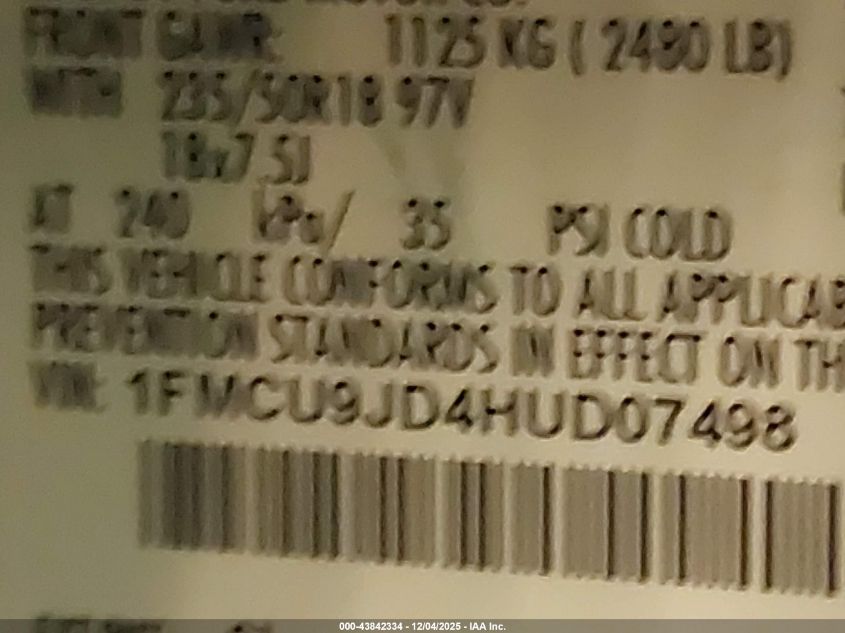 FRONT GAWR: 1125 KG ( 2480 LB)
WITH 235/50R18 97V
18x7.5J
AT 240 kPa/ 35 PSI COLD
THIS VEHICLE CONFORMS TO ALL APPLICAB
PREVENTION STANDARDS IN EFFECT ON TH
VIN: 1FMCU9JD4HUD07498
000-43842334 - 12/04/2025 - IAA Inc.